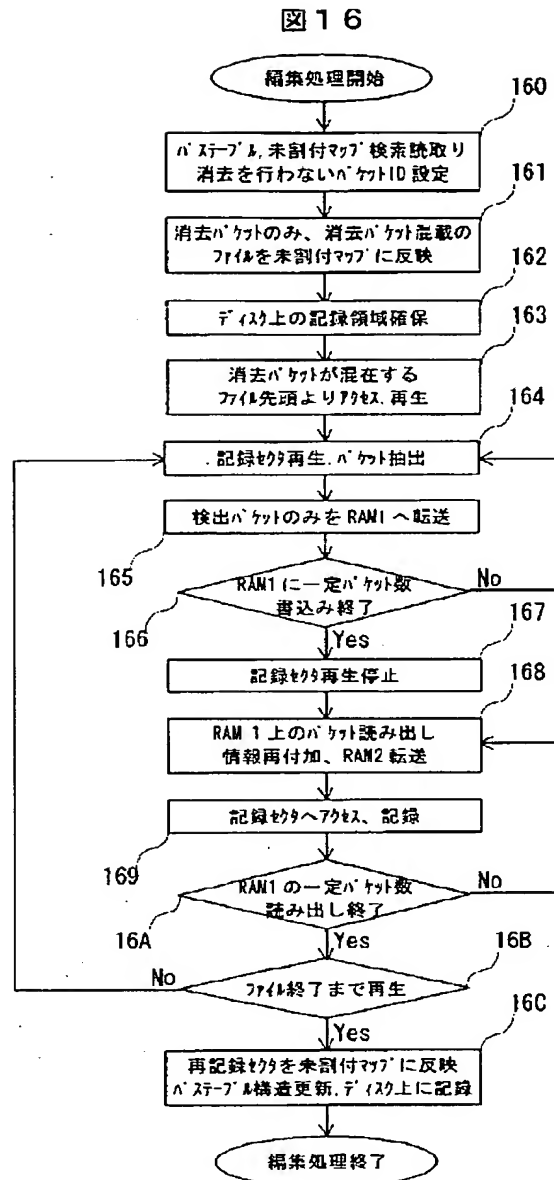 図１６
編集処理開始
160
パステーブル,未割付マップ検索読取り
消去を行わないパケットID設定
161
消去パケットのみ、消去パケット混載の
ファイルを未割付マップに反映
162
ディスク上の記録領域確保
163
消去パケットが混在する
ファイル先頭よりアクセス,再生
164
.記録セクタ再生.パケット抽出
検出パケットのみをRAM1へ転送
165
RAM1に一定パケット数
書込み終了
No
166
Yes
167
記録セクタ再生停止
168
RAM 1 上のパケット読み出し
情報再付加、RAM2 転送
記録セクタへアクセス、記録
169
RAM1の一定パケット数
読み出し終了
No
16A
Yes
16B
No
ファイル終了まで再生
Yes
16C
再記録セクタを未割付マップに反映
パステーブル構造更新,ディスク上に記録
編集処理終了